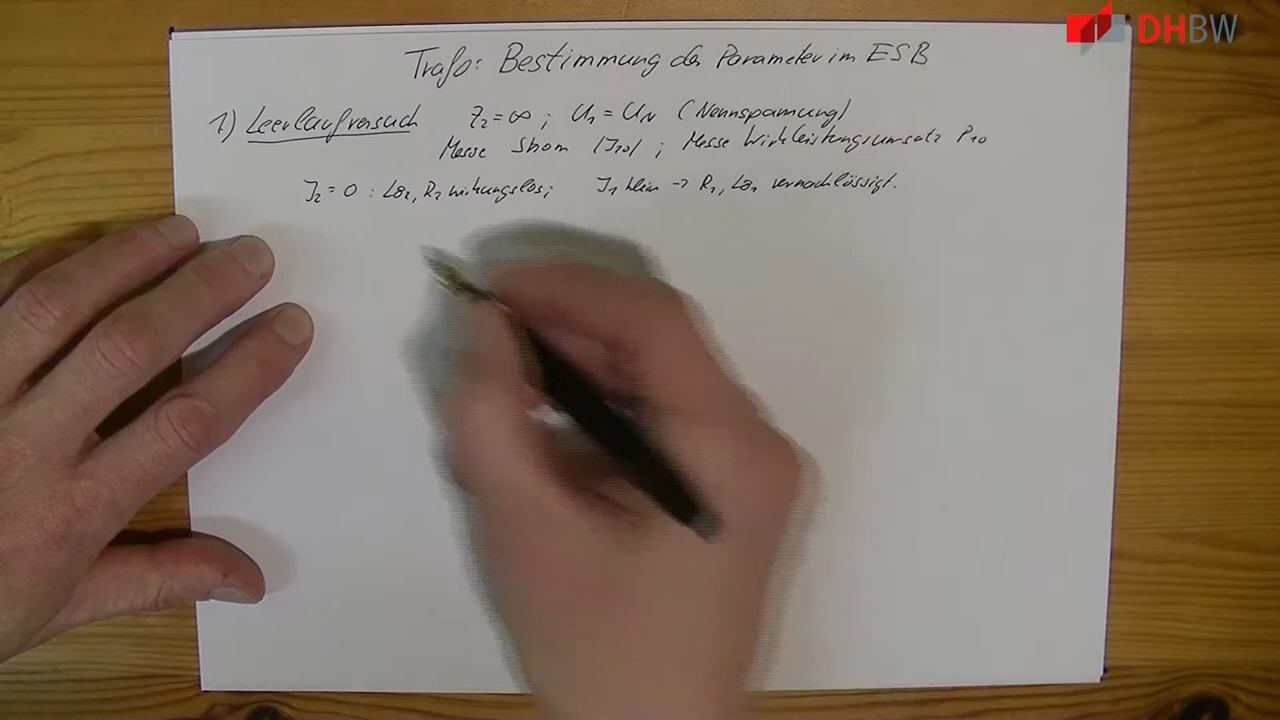 DHBW
Trafo: Bestimmung der Parameter im ESB
1) Leerlaufversuch Z₂ = ∞ ; U₁ = U_N (Nennspannung)
Messe Strom |I₁₀| ; Messe Wirkleistungsumsatz P₁₀
I₂ = 0 : Lσ₂, R₂ wirkungslos; I₁ klein → R₁, Lσ₁ vernachlässigt.